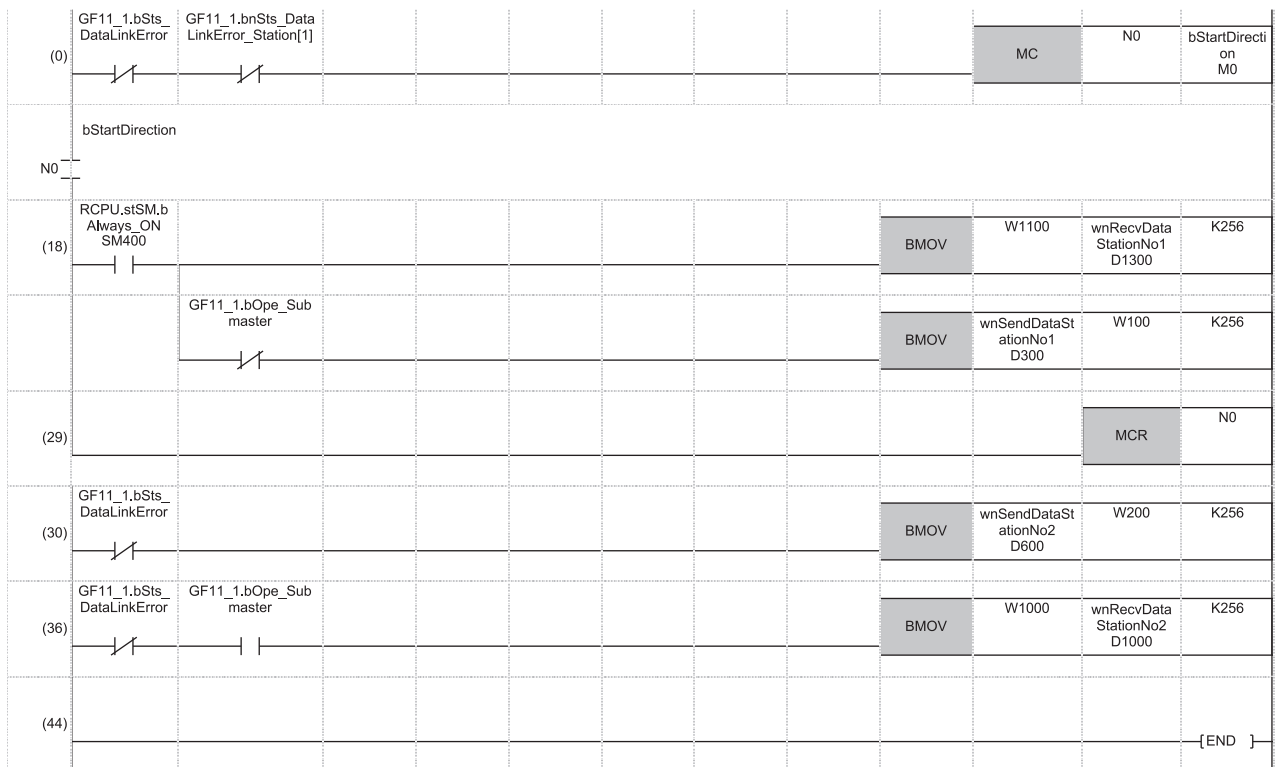 GF11_1.bSts_
DataLinkError
GF11_1.bnSts_Data
LinkError_Station[1]
(0)
MC
N0
bStartDirecti
on
M0
bStartDirection
N0
RCPU.stSM.b
Always_ON
SM400
(18)
BMOV
W1100
wnRecvData
StationNo1
D1300
K256
GF11_1.bOpe_Sub
master
BMOV
wnSendDataSt
ationNo1
D300
W100
K256
(29)
MCR
N0
GF11_1.bSts_
DataLinkError
(30)
BMOV
wnSendDataSt
ationNo2
D600
W200
K256
GF11_1.bSts_
DataLinkError
GF11_1.bOpe_Sub
master
(36)
BMOV
W1000
wnRecvData
StationNo2
D1000
K256
(44)
[END ]